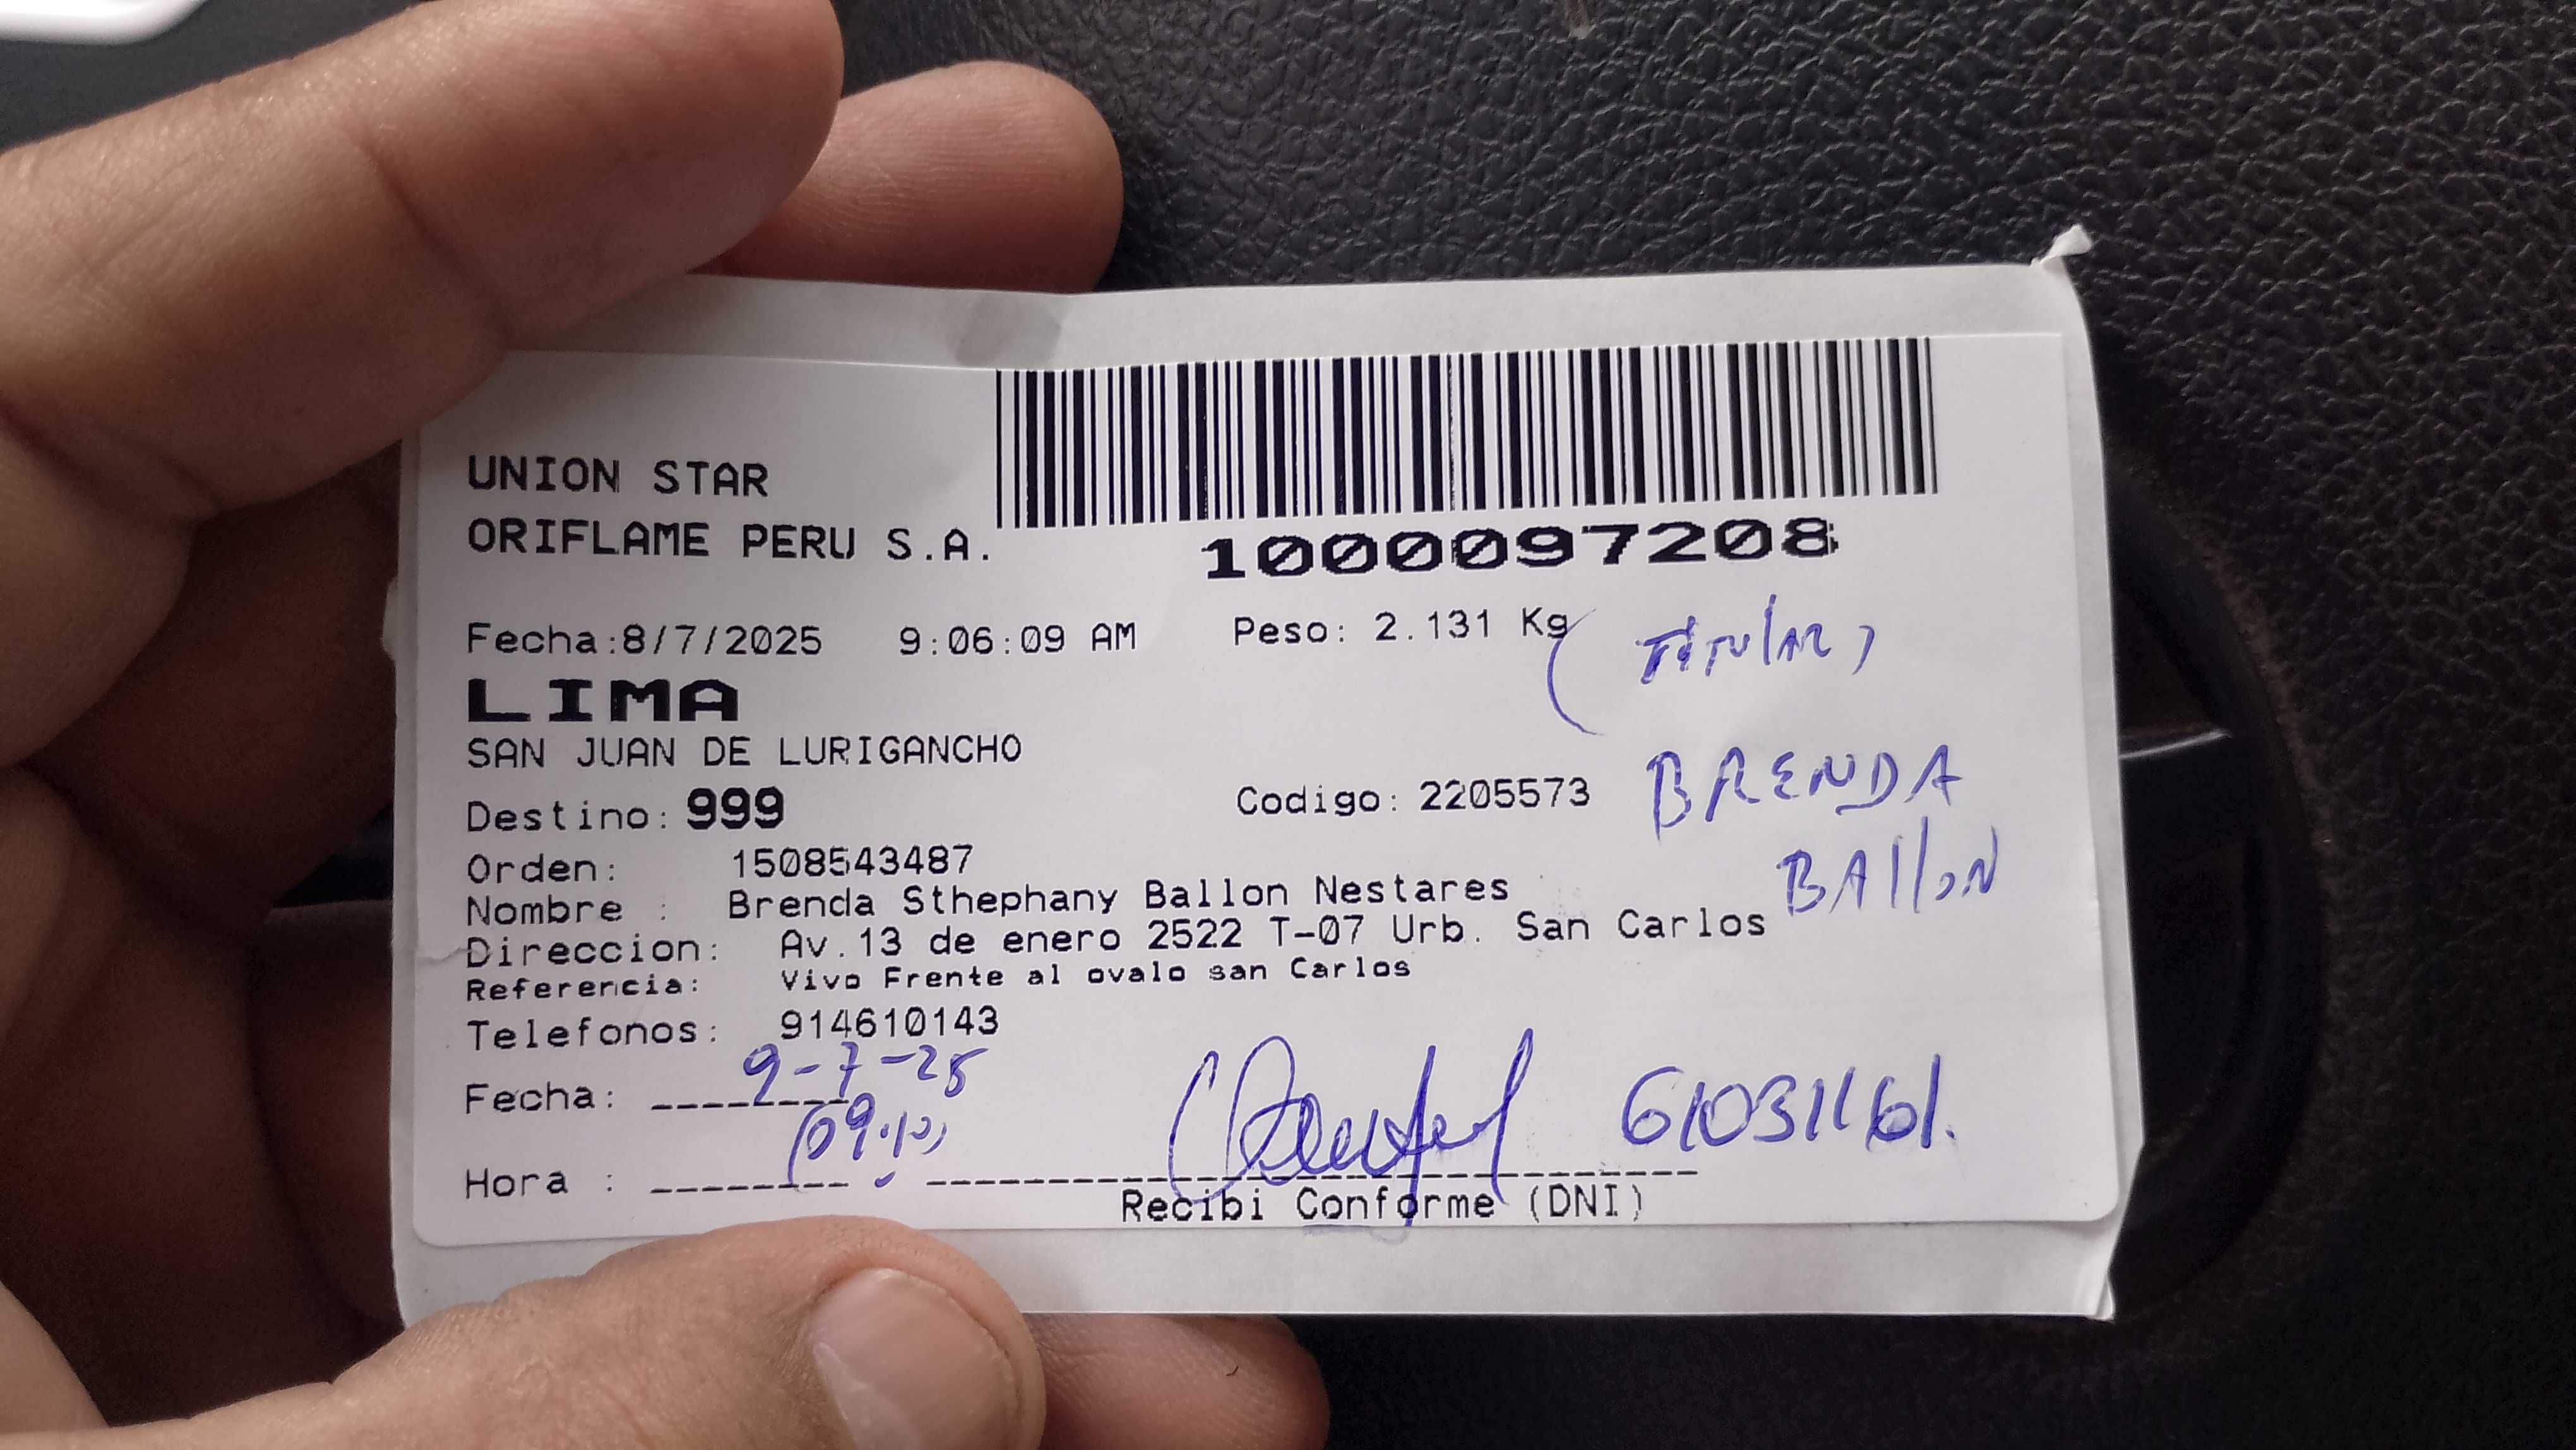 UNION STAR
ORIFLAME PERU S.A.
1000097208
Fecha:8/7/2025 9:06:09 AM Peso: 2.131 Kg
(Titular)
LIMA
SAN JUAN DE LURIGANCHO
Destino: 999 Codigo: 2205573
BRENDA
BAllon
Orden: 1508543487
Nombre : Brenda Sthephany Ballon Nestares
Direccion: Av.13 de enero 2522 T-07 Urb. San Carlos
Referencia: Vivo Frente al ovalo san Carlos
Telefonos: 914610143
Fecha: 9-7-25
Hora : (09:10)
61031161.
Recibi Conforme (DNI)